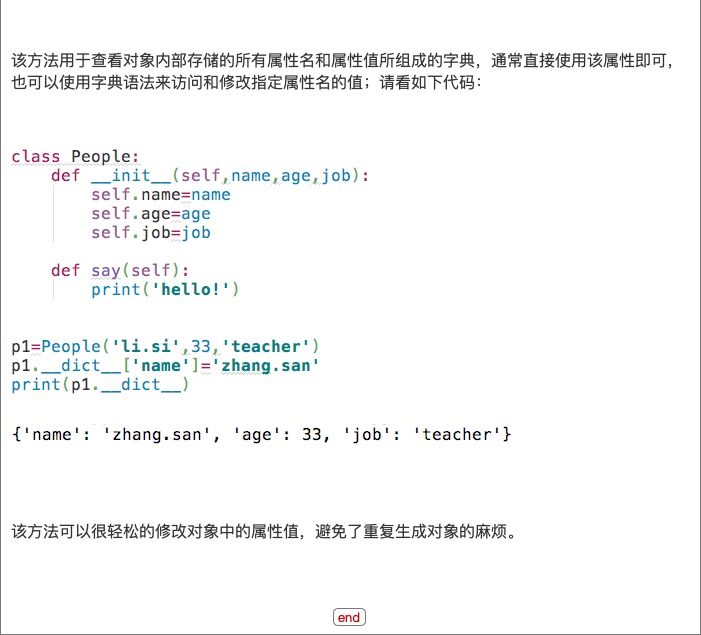 该方法用于查看对象内部存储的所有属性名和属性值所组成的字典，通常直接使用该属性即可，
也可以使用字典语法来访问和修改指定属性名的值；请看如下代码：
class People:
    def __init__(self,name,age,job):
        self.name=name
        self.age=age
        self.job=job
    def say(self):
        print('hello!')
p1=People('li.si',33,'teacher')
p1.__dict__['name']='zhang.san'
print(p1.__dict__)
{'name': 'zhang.san', 'age': 33, 'job': 'teacher'}
该方法可以很轻松的修改对象中的属性值，避免了重复生成对象的麻烦。
end